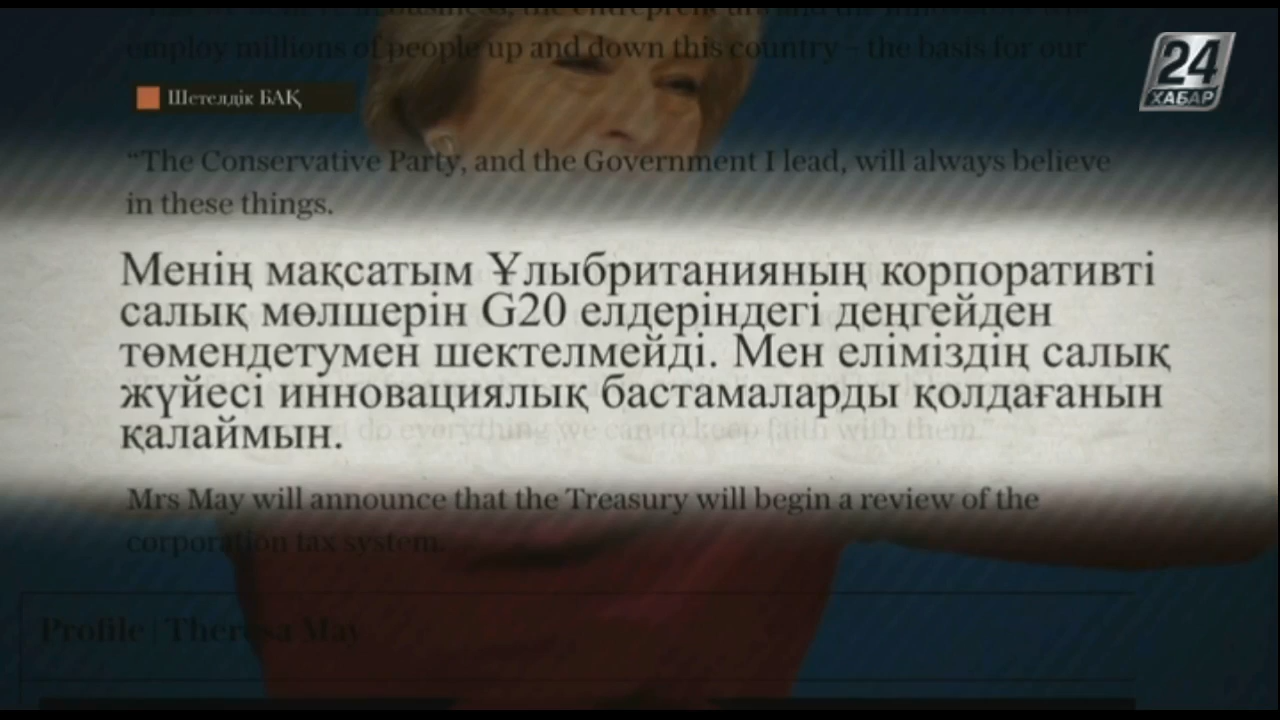 employ millions of people up and down this country – the basis for our
24
ХАБАР
Шетелдік БАҚ
“The Conservative Party, and the Government I lead, will always believe
in these things.
Менің мақсатым Ұлыбританияның корпоративті
салық мөлшерін G20 елдеріндегі деңгейден
төмендетумен шектелмейді. Мен еліміздің салық
жүйесі инновациялық бастамаларды қолдағанын
қалаймын.
do everything we can to keep faith with them.”
Mrs May will announce that the Treasury will begin a review of the
corporation tax system.
Profile | Theresa May